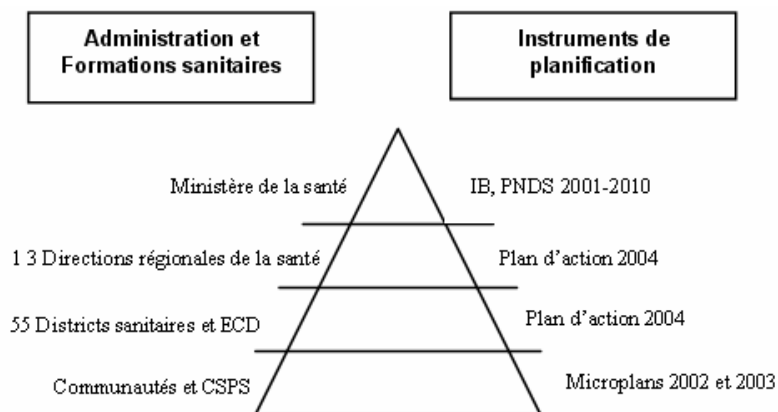 Administration et
Formations sanitaires
Instruments de
planification
Ministère de la santé
IB, PNDS 2001-2010
13 Directions régionales de la santé
Plan d'action 2004
55 Districts sanitaires et ECD
Plan d'action 2004
Communautés et CSPS
Microplans 2002 et 2003